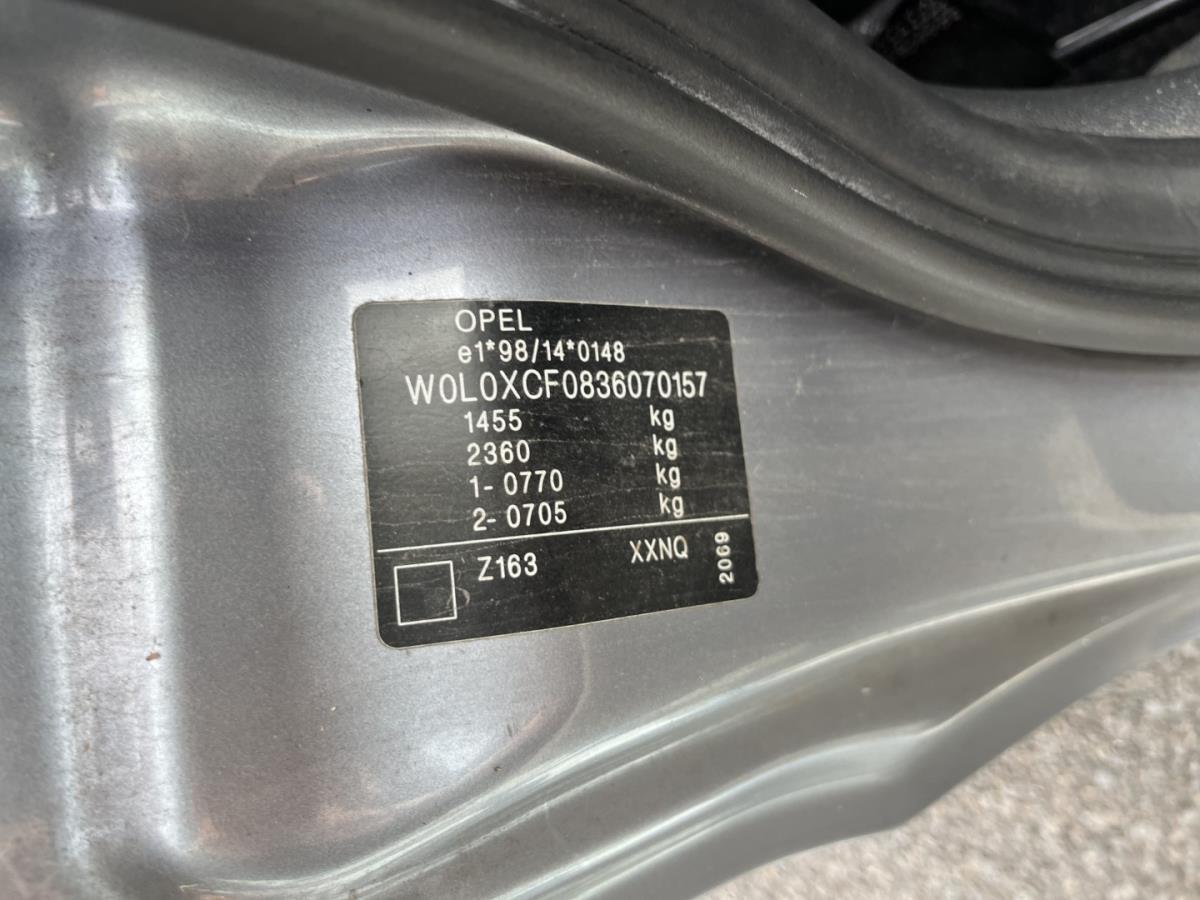 OPEL
e1*98/14*0148
W0L0XCF0836070157
1455 kg
2360 kg
1- 0770 kg
2- 0705 kg
Z163 XXNQ 2069